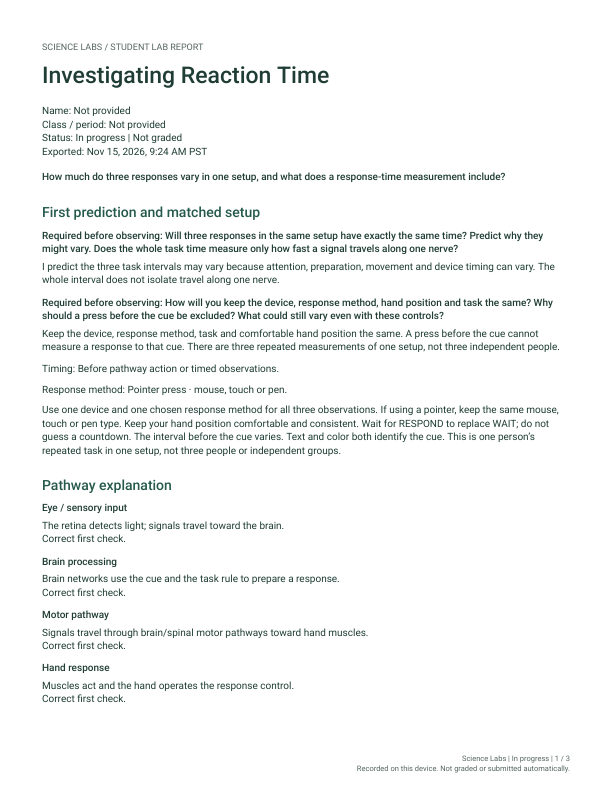 SCIENCE LABS / STUDENT LAB REPORT
Investigating Reaction Time
Name: Not provided
Class / period: Not provided
Status: In progress | Not graded
Exported: Nov 15, 2026, 9:24 AM PST
How much do three responses vary in one setup, and what does a response-time measurement include?
First prediction and matched setup
Required before observing: Will three responses in the same setup have exactly the same time? Predict why they
might vary. Does the whole task time measure only how fast a signal travels along one nerve?
I predict the three task intervals may vary because attention, preparation, movement and device timing can vary. The
whole interval does not isolate travel along one nerve.
Required before observing: How will you keep the device, response method, hand position and task the same? Why
should a press before the cue be excluded? What could still vary even with these controls?
Keep the device, response method, task and comfortable hand position the same. A press before the cue cannot
measure a response to that cue. There are three repeated measurements of one setup, not three independent people.
Timing: Before pathway action or timed observations.
Response method: Pointer press · mouse, touch or pen.
Use one device and one chosen response method for all three observations. If using a pointer, keep the same mouse,
touch or pen type. Keep your hand position comfortable and consistent. Wait for RESPOND to replace WAIT; do not
guess a countdown. The interval before the cue varies. Text and color both identify the cue. This is one person's
repeated task in one setup, not three people or independent groups.
Pathway explanation
Eye / sensory input
The retina detects light; signals travel toward the brain.
Correct first check.
Brain processing
Brain networks use the cue and the task rule to prepare a response.
Correct first check.
Motor pathway
Signals travel through brain/spinal motor pathways toward hand muscles.
Correct first check.
Hand response
Muscles act and the hand operates the response control.
Correct first check.
Science Labs | In progress | 1 / 3
Recorded on this device. Not graded or submitted automatically.